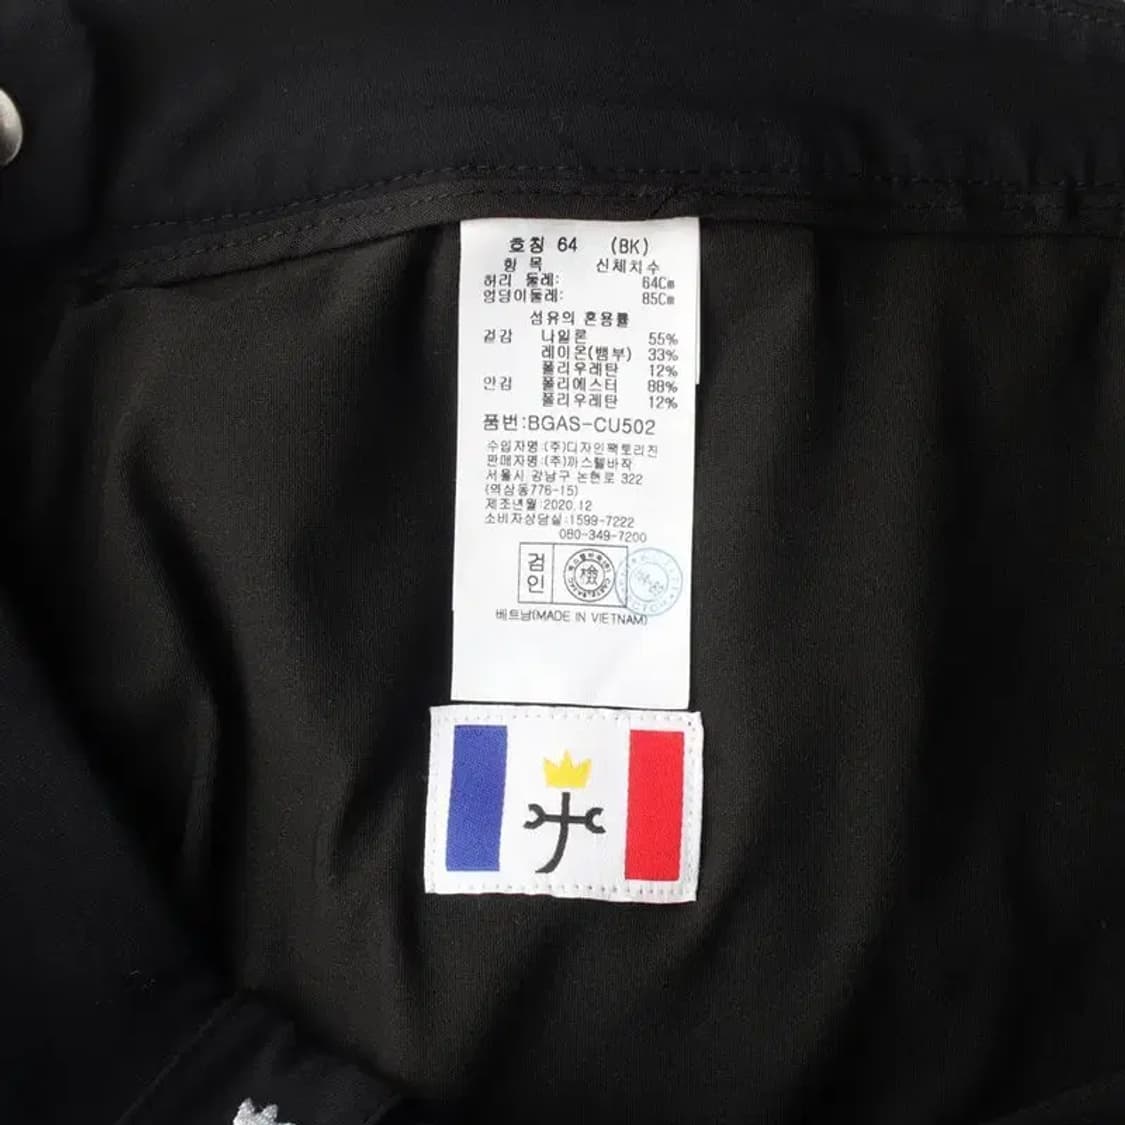 호칭 64 (BK)
항 목 신체치수
허리 둘레: 64Cm
엉덩이둘레: 85Cm
섬유의 혼용률
겉감 나일론 55%
레이온(뱀부) 33%
폴리우레탄 12%
안감 폴리에스터 88%
폴리우레탄 12%
품번:BGAS-CU502
수입자명:(주)디자인팩토리진
판매자명:(주)까스텔바작
서울시 강남구 논현로 322
(역삼동776-15)
제조년월:2020.12
소비자상담실:1599-7222
080-349-7200
검인
檢
베트남(MADE IN VIETNAM)